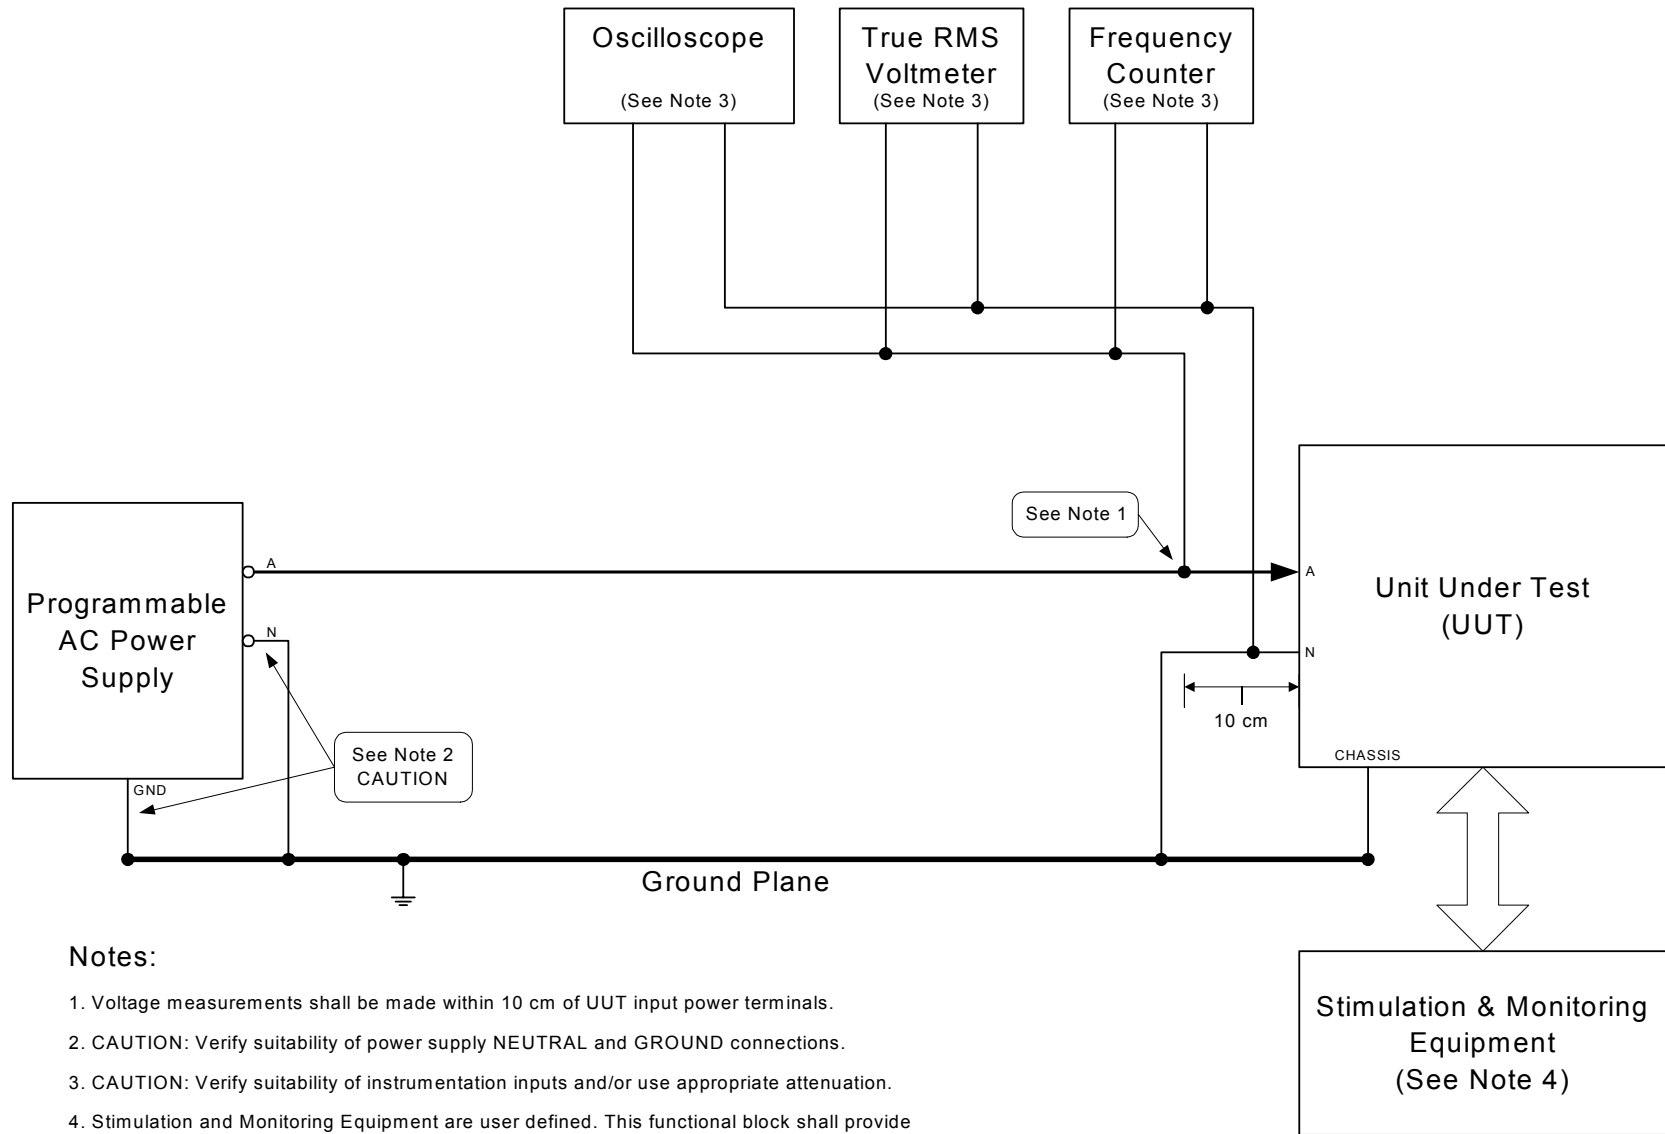 Oscilloscope
(See Note 3)
True RMS
Voltmeter
(See Note 3)
Frequency
Counter
(See Note 3)
Programmable
AC Power
Supply
A
N
GND
See Note 2
CAUTION
See Note 1
A
N
10 cm
CHASSIS
Unit Under Test
(UUT)
Ground Plane
Stimulation & Monitoring
Equipment
(See Note 4)
Notes:
1. Voltage measurements shall be made within 10 cm of UUT input power terminals.
2. CAUTION: Verify suitability of power supply NEUTRAL and GROUND connections.
3. CAUTION: Verify suitability of instrumentation inputs and/or use appropriate attenuation.
4. Stimulation and Monitoring Equipment are user defined. This functional block shall provide